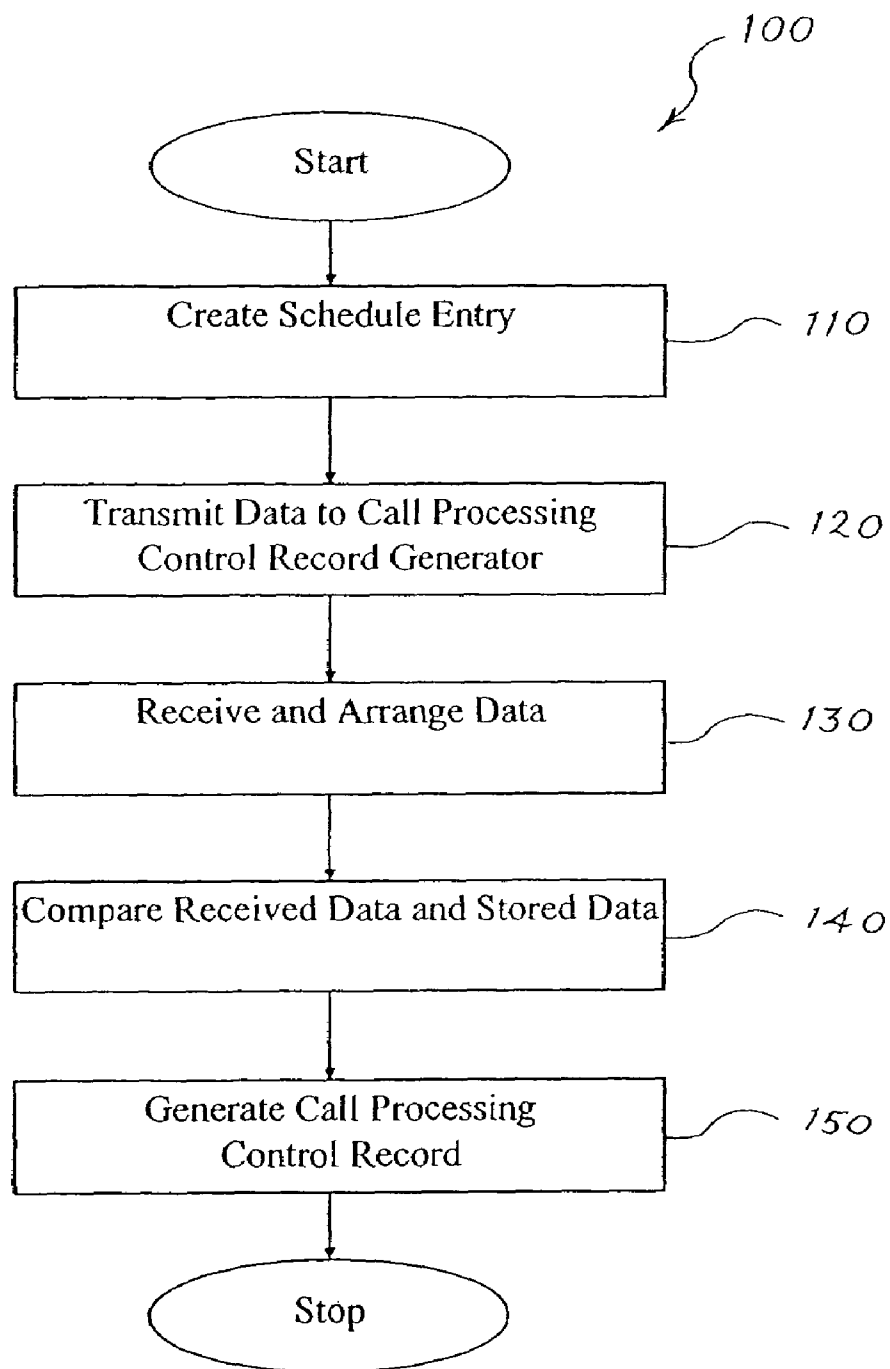 100
Start
Create Schedule Entry
110
Transmit Data to Call Processing
Control Record Generator
120
Receive and Arrange Data
130
Compare Received Data and Stored Data
140
Generate Call Processing
Control Record
150
Stop